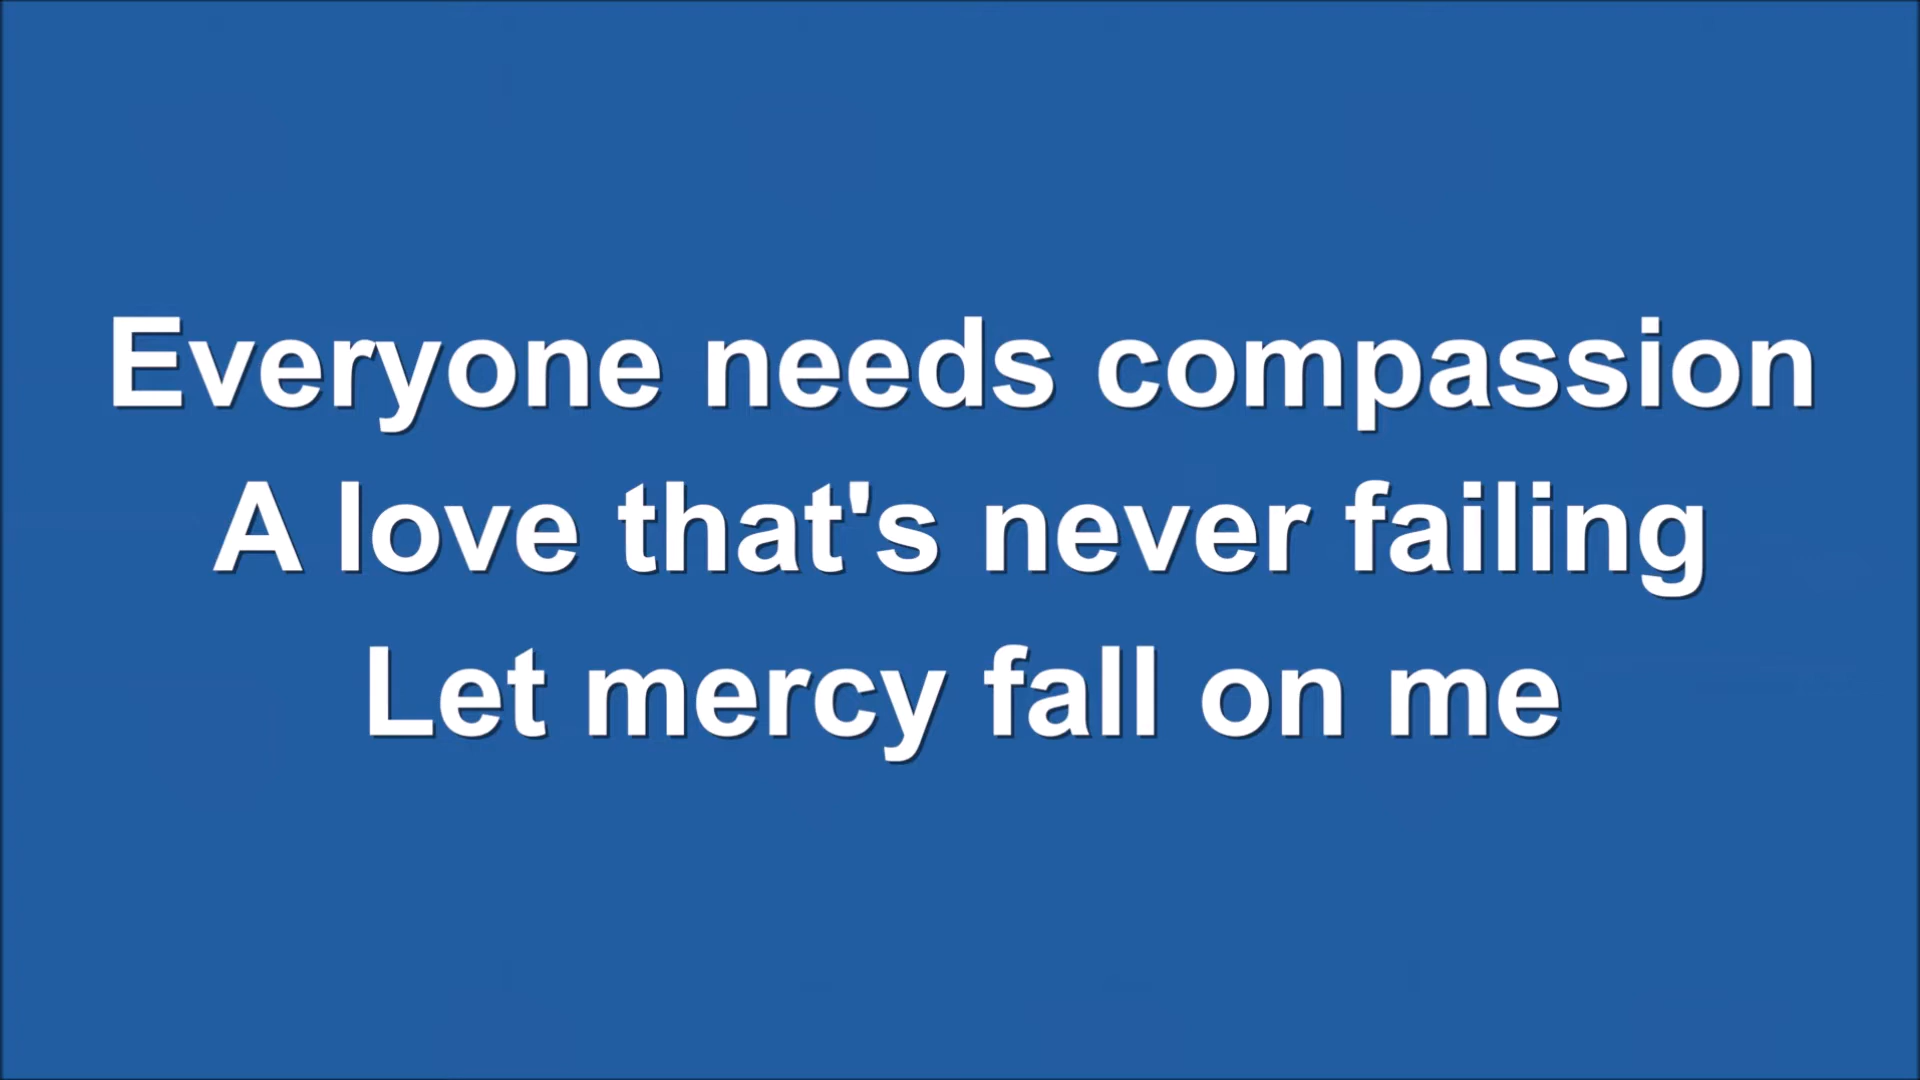 Everyone needs compassion
A love that's never failing
Let mercy fall on me